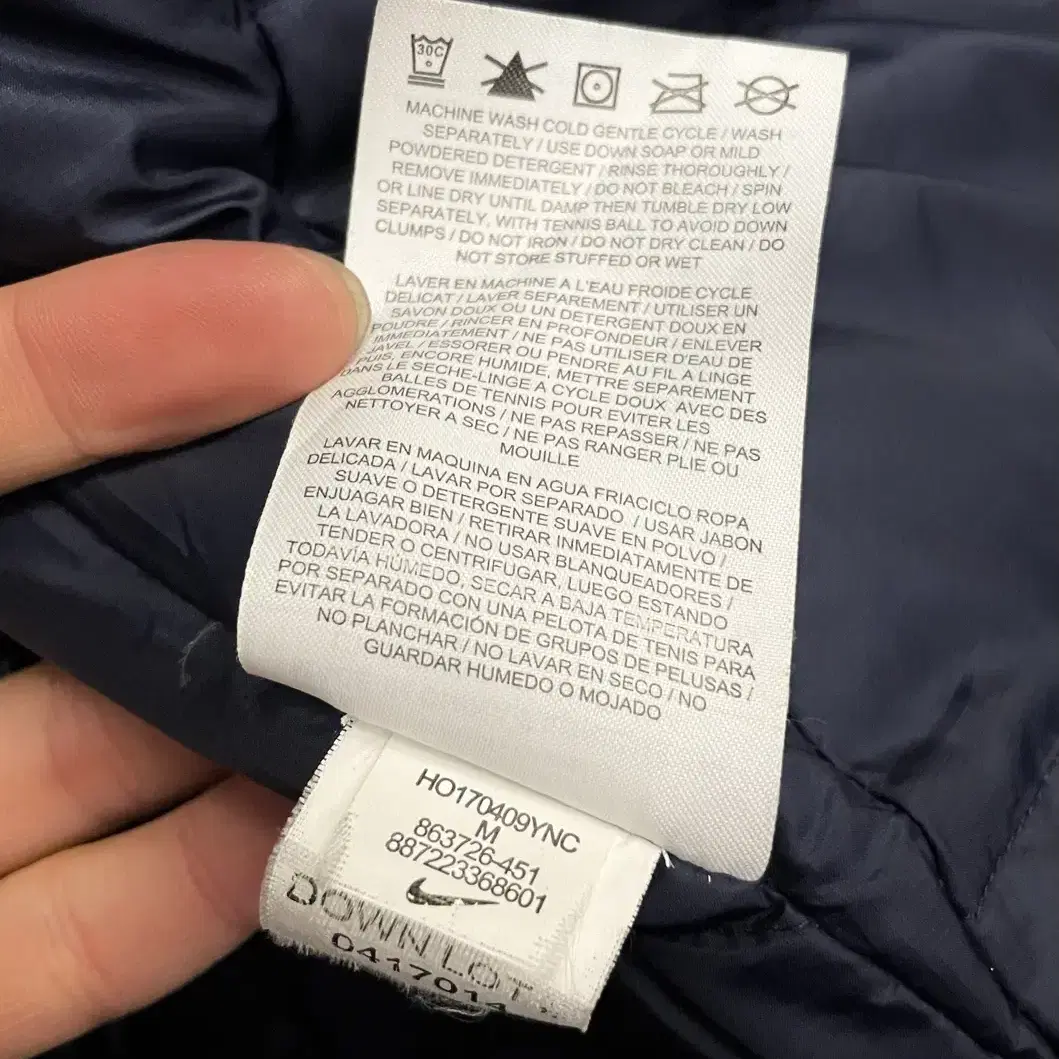 30C
MACHINE WASH COLD GENTLE CYCLE / WASH
SEPARATELY / USE DOWN SOAP OR MILD
POWDERED DETERGENT / RINSE THOROUGHLY /
REMOVE IMMEDIATELY / DO NOT BLEACH / SPIN
OR LINE DRY UNTIL DAMP THEN TUMBLE DRY LOW
SEPARATELY, WITH TENNIS BALL TO AVOID DOWN
CLUMPS / DO NOT IRON / DO NOT DRY CLEAN / DO
NOT STORE STUFFED OR WET
LAVER EN MACHINE A L'EAU FROIDE CYCLE
DELICAT / LAVER SEPAREMENT / UTILISER UN
SAVON DOUX OU UN DETERGENT DOUX EN
POUDRE / RINCER EN PROFONDEUR / ENLEVER
IMMEDIATEMENT / NE PAS UTILISER D'EAU DE
JAVEL / ESSORER OU PENDRE AU FIL A LINGE
PUIS, ENCORE HUMIDE, METTRE SEPAREMENT
DANS LE SECHE-LINGE A CYCLE DOUX AVEC DES
BALLES DE TENNIS POUR EVITER LES
AGGLOMERATIONS / NE PAS REPASSER / NE PAS
NETTOYER A SEC / NE PAS RANGER PLIE OU
MOUILLE
LAVAR EN MAQUINA EN AGUA FRIACICLO ROPA
DELICADA / LAVAR POR SEPARADO / USAR JABON
SUAVE O DETERGENTE SUAVE EN POLVO /
ENJUAGAR BIEN / RETIRAR INMEDIATAMENTE DE
LA LAVADORA / NO USAR BLANQUEADORES /
TENDER O CENTRIFUGAR, LUEGO ESTANDO
TODAVÍA HÚMEDO, SECAR A BAJA TEMPERATURA
POR SEPARADO CON UNA PELOTA DE TENIS PARA
EVITAR LA FORMACIÓN DE GRUPOS DE PELUSAS /
NO PLANCHAR / NO LAVAR EN SECO / NO
GUARDAR HUMEDO O MOJADO
HO170409YNC
M
863726-451
887223368601
DOWN